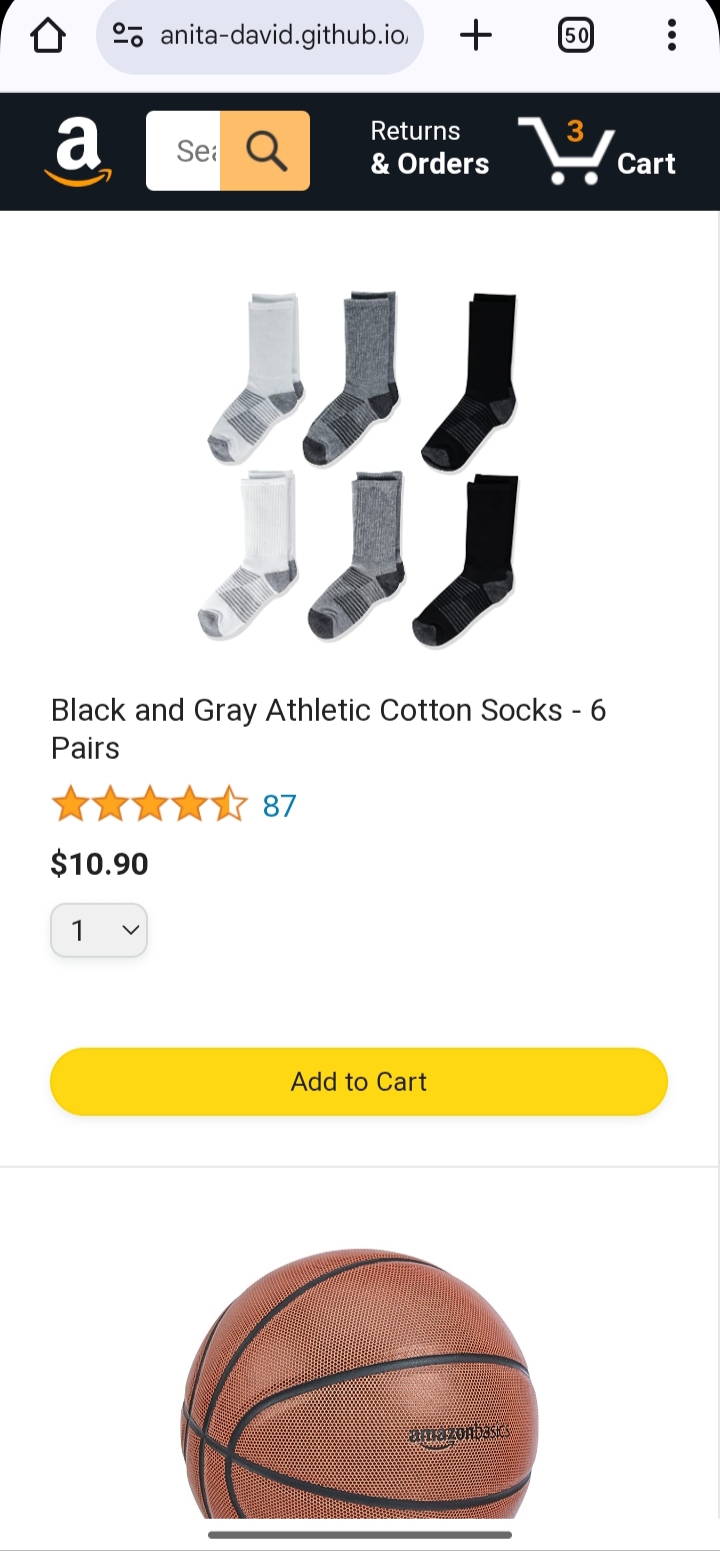 anita-david.github.io/
50
a
Sea
Returns
& Orders
3
Cart
Black and Gray Athletic Cotton Socks - 6
Pairs
87
$10.90
1
Add to Cart
amazonbasics